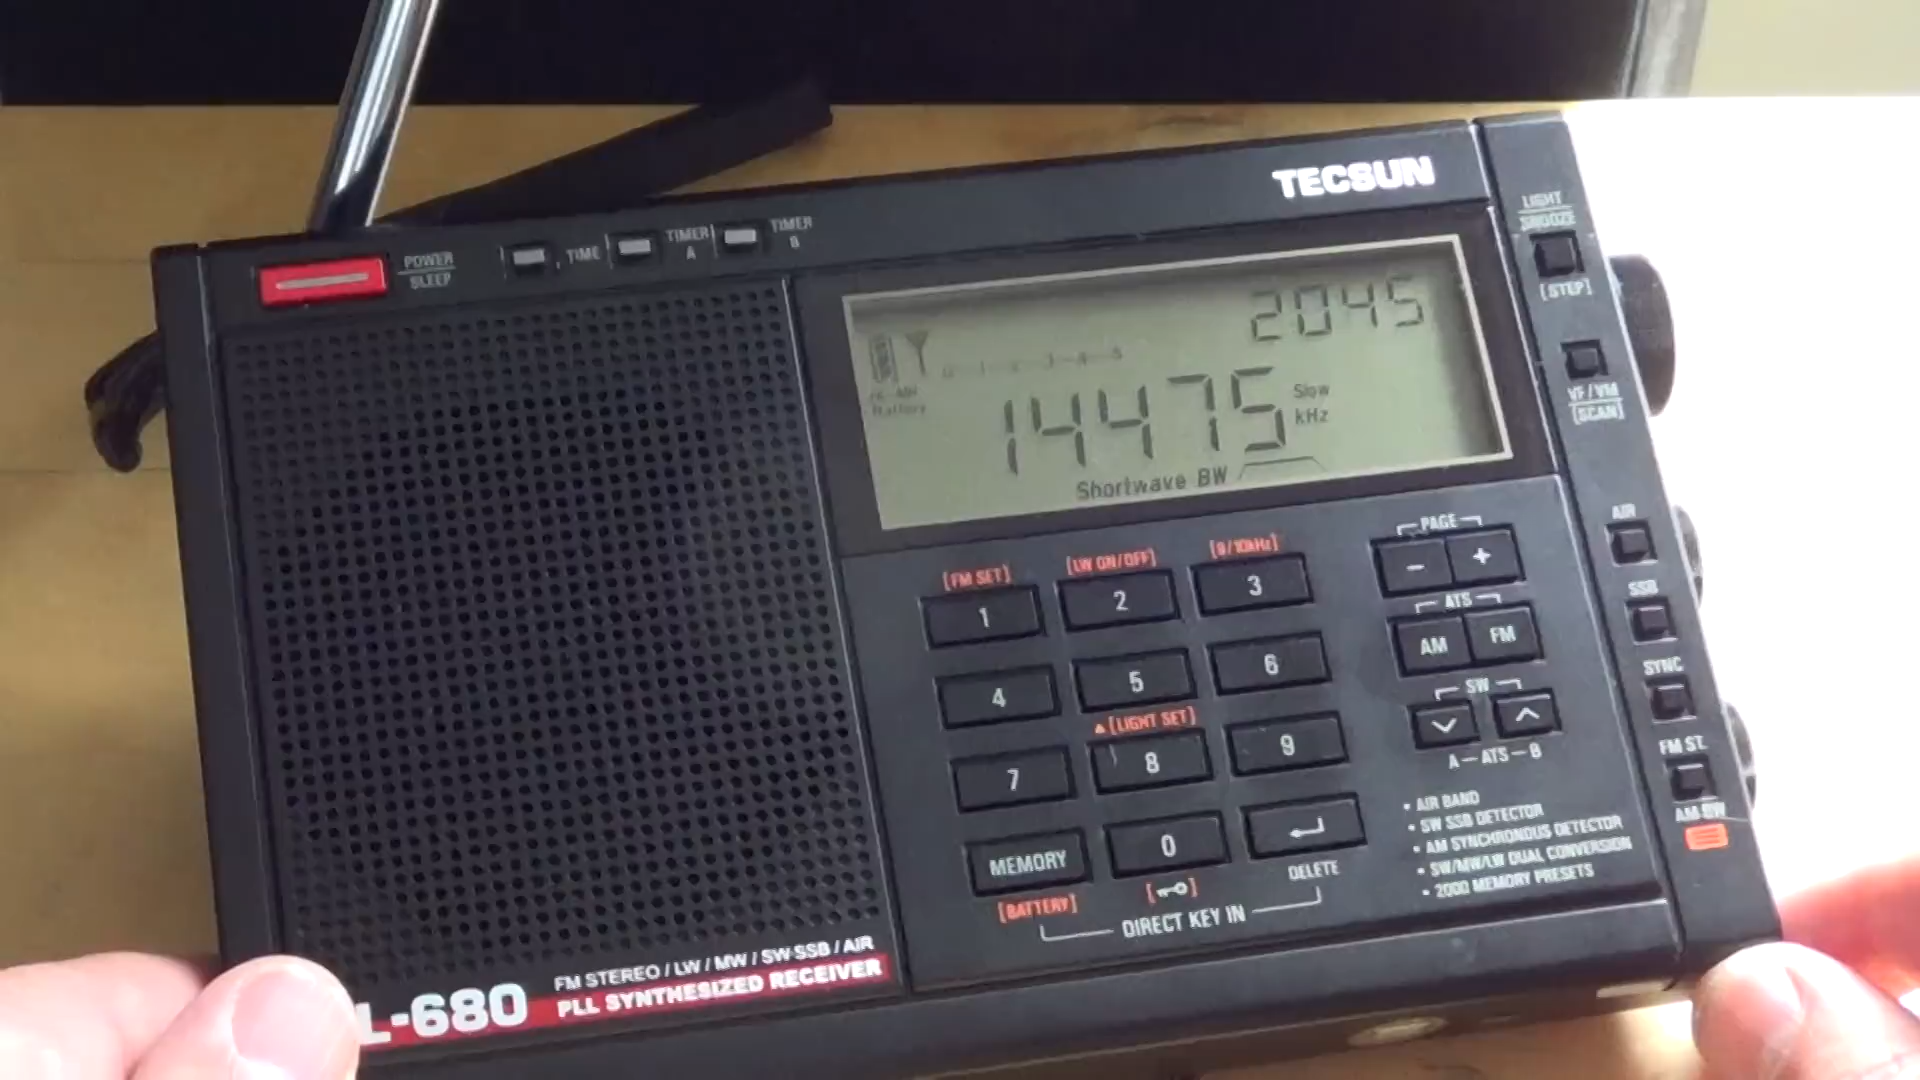 TECSUN
POWER
SLEEP
TIME
TIMER
A
TIMER
B
LIGHT
SNOOZE
[STEP]
2045
14475
Slow
kHz
Battery
Shortwave BW
VF/VM
[SCAN]
PAGE
- +
ATS
AM FM
SW
A—ATS—B
[FM SET]
[LW ON/OFF]
[9/10kHz]
1
2
3
4
5
6
[LIGHT SET]
7
8
9
MEMORY
0
DELETE
[BATTERY]
DIRECT KEY IN
AIR
SSB
SYNC
FM ST.
AM BW
• AIR BAND
• SW SSB DETECTOR
• AM SYNCHRONOUS DETECTOR
• SW/MW/LW DUAL CONVERSION
• 2000 MEMORY PRESETS
L-680
FM STEREO / LW / MW / SW-SSB / AIR
PLL SYNTHESIZED RECEIVER